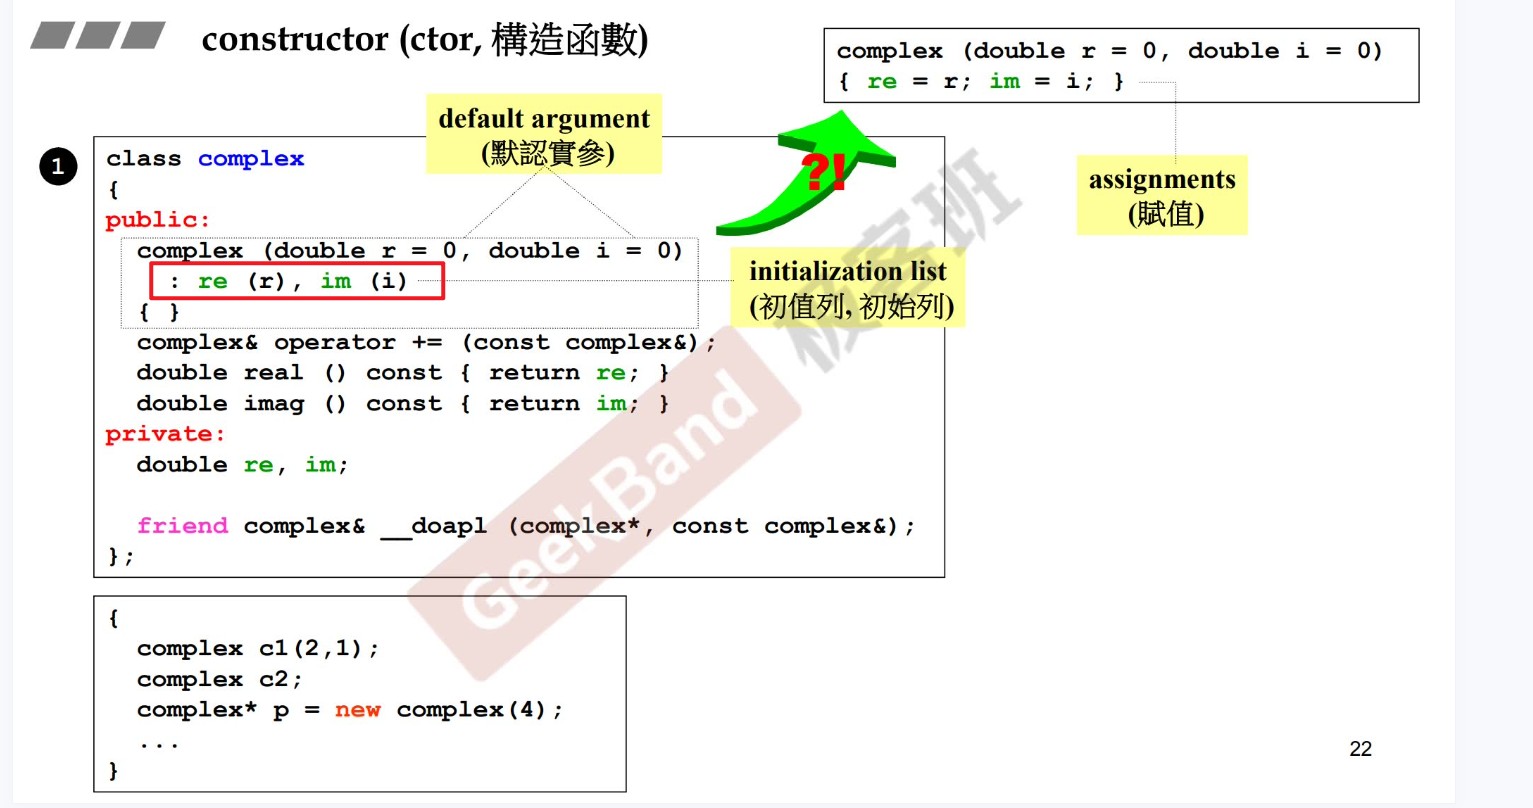 constructor (ctor, 構造函數)
complex (double r = 0, double i = 0)
{ re = r; im = i; }
assignments
(賦值)
default argument
(默認實參)
?!
1
class complex
{
public:
complex (double r = 0, double i = 0)
: re (r), im (i)
{ }
initialization list
(初值列, 初始列)
complex& operator += (const complex&);
double real () const { return re; }
double imag () const { return im; }
private:
double re, im;
friend complex& __doapl (complex*, const complex&);
};
{
complex c1(2,1);
complex c2;
complex* p = new complex(4);
...
}
GeekBand 极客班
22